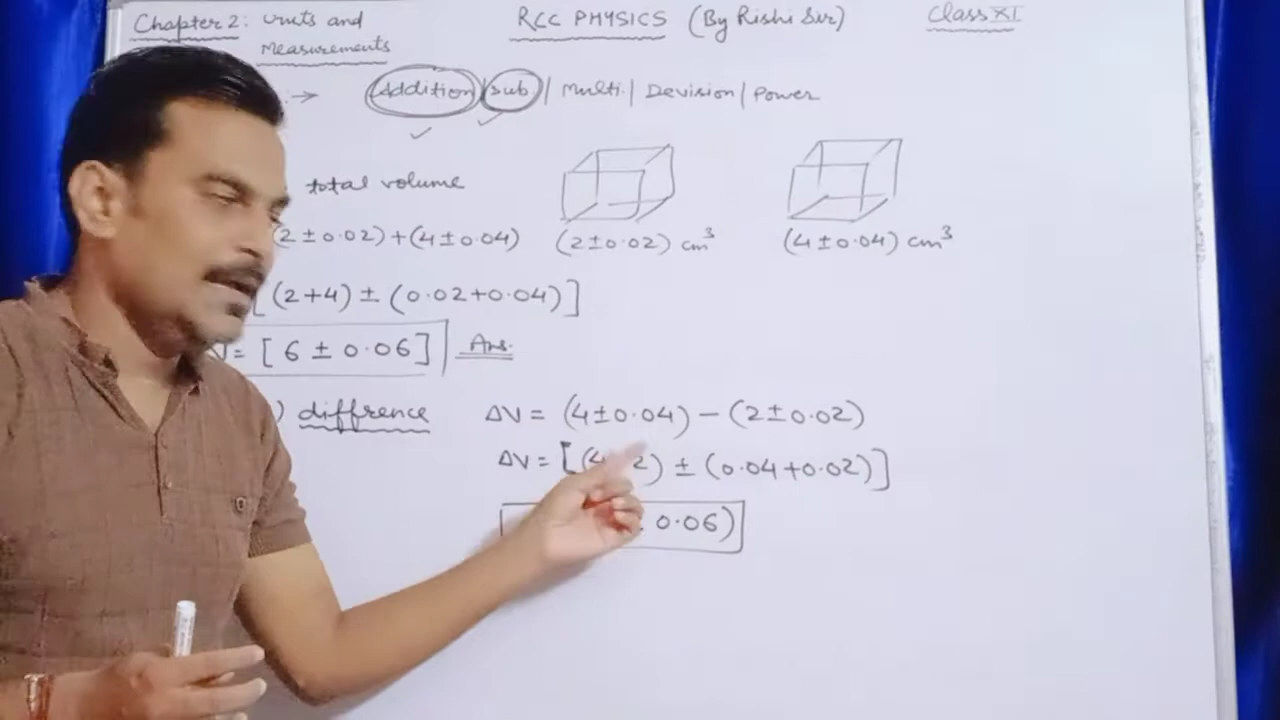 Chapter 2: Units and Measurements
RCC PHYSICS (By Rishi Sir)
Class XI
→ Addition / Sub / Multi. / Devision / Power
total volume
(2±0.02)+(4±0.04)
(2±0.02) cm³
(4±0.04) cm³
[(2+4) ± (0.02+0.04)]
= [6 ± 0.06] Ans.
) diffrence
ΔV = (4±0.04) − (2±0.02)
ΔV = [(4 2) ± (0.04+0.02)]
0.06)